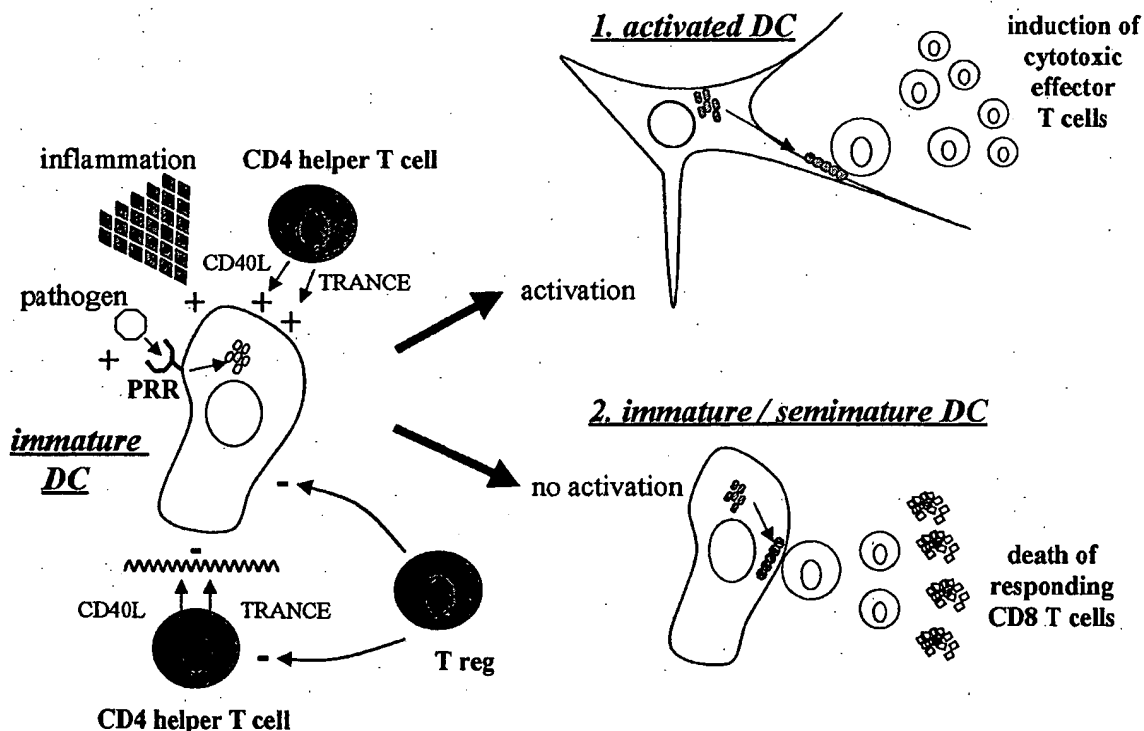 1. activated DC
induction of
cytotoxic
effector
T cells
inflammation
CD4 helper T cell
CD40L
TRANCE
pathogen
+
+
+
+
PRR
activation
immature
DC
2. immature / semimature DC
-
no activation
-
CD40L
TRANCE
-
T reg
death of
responding
CD8 T cells
CD4 helper T cell